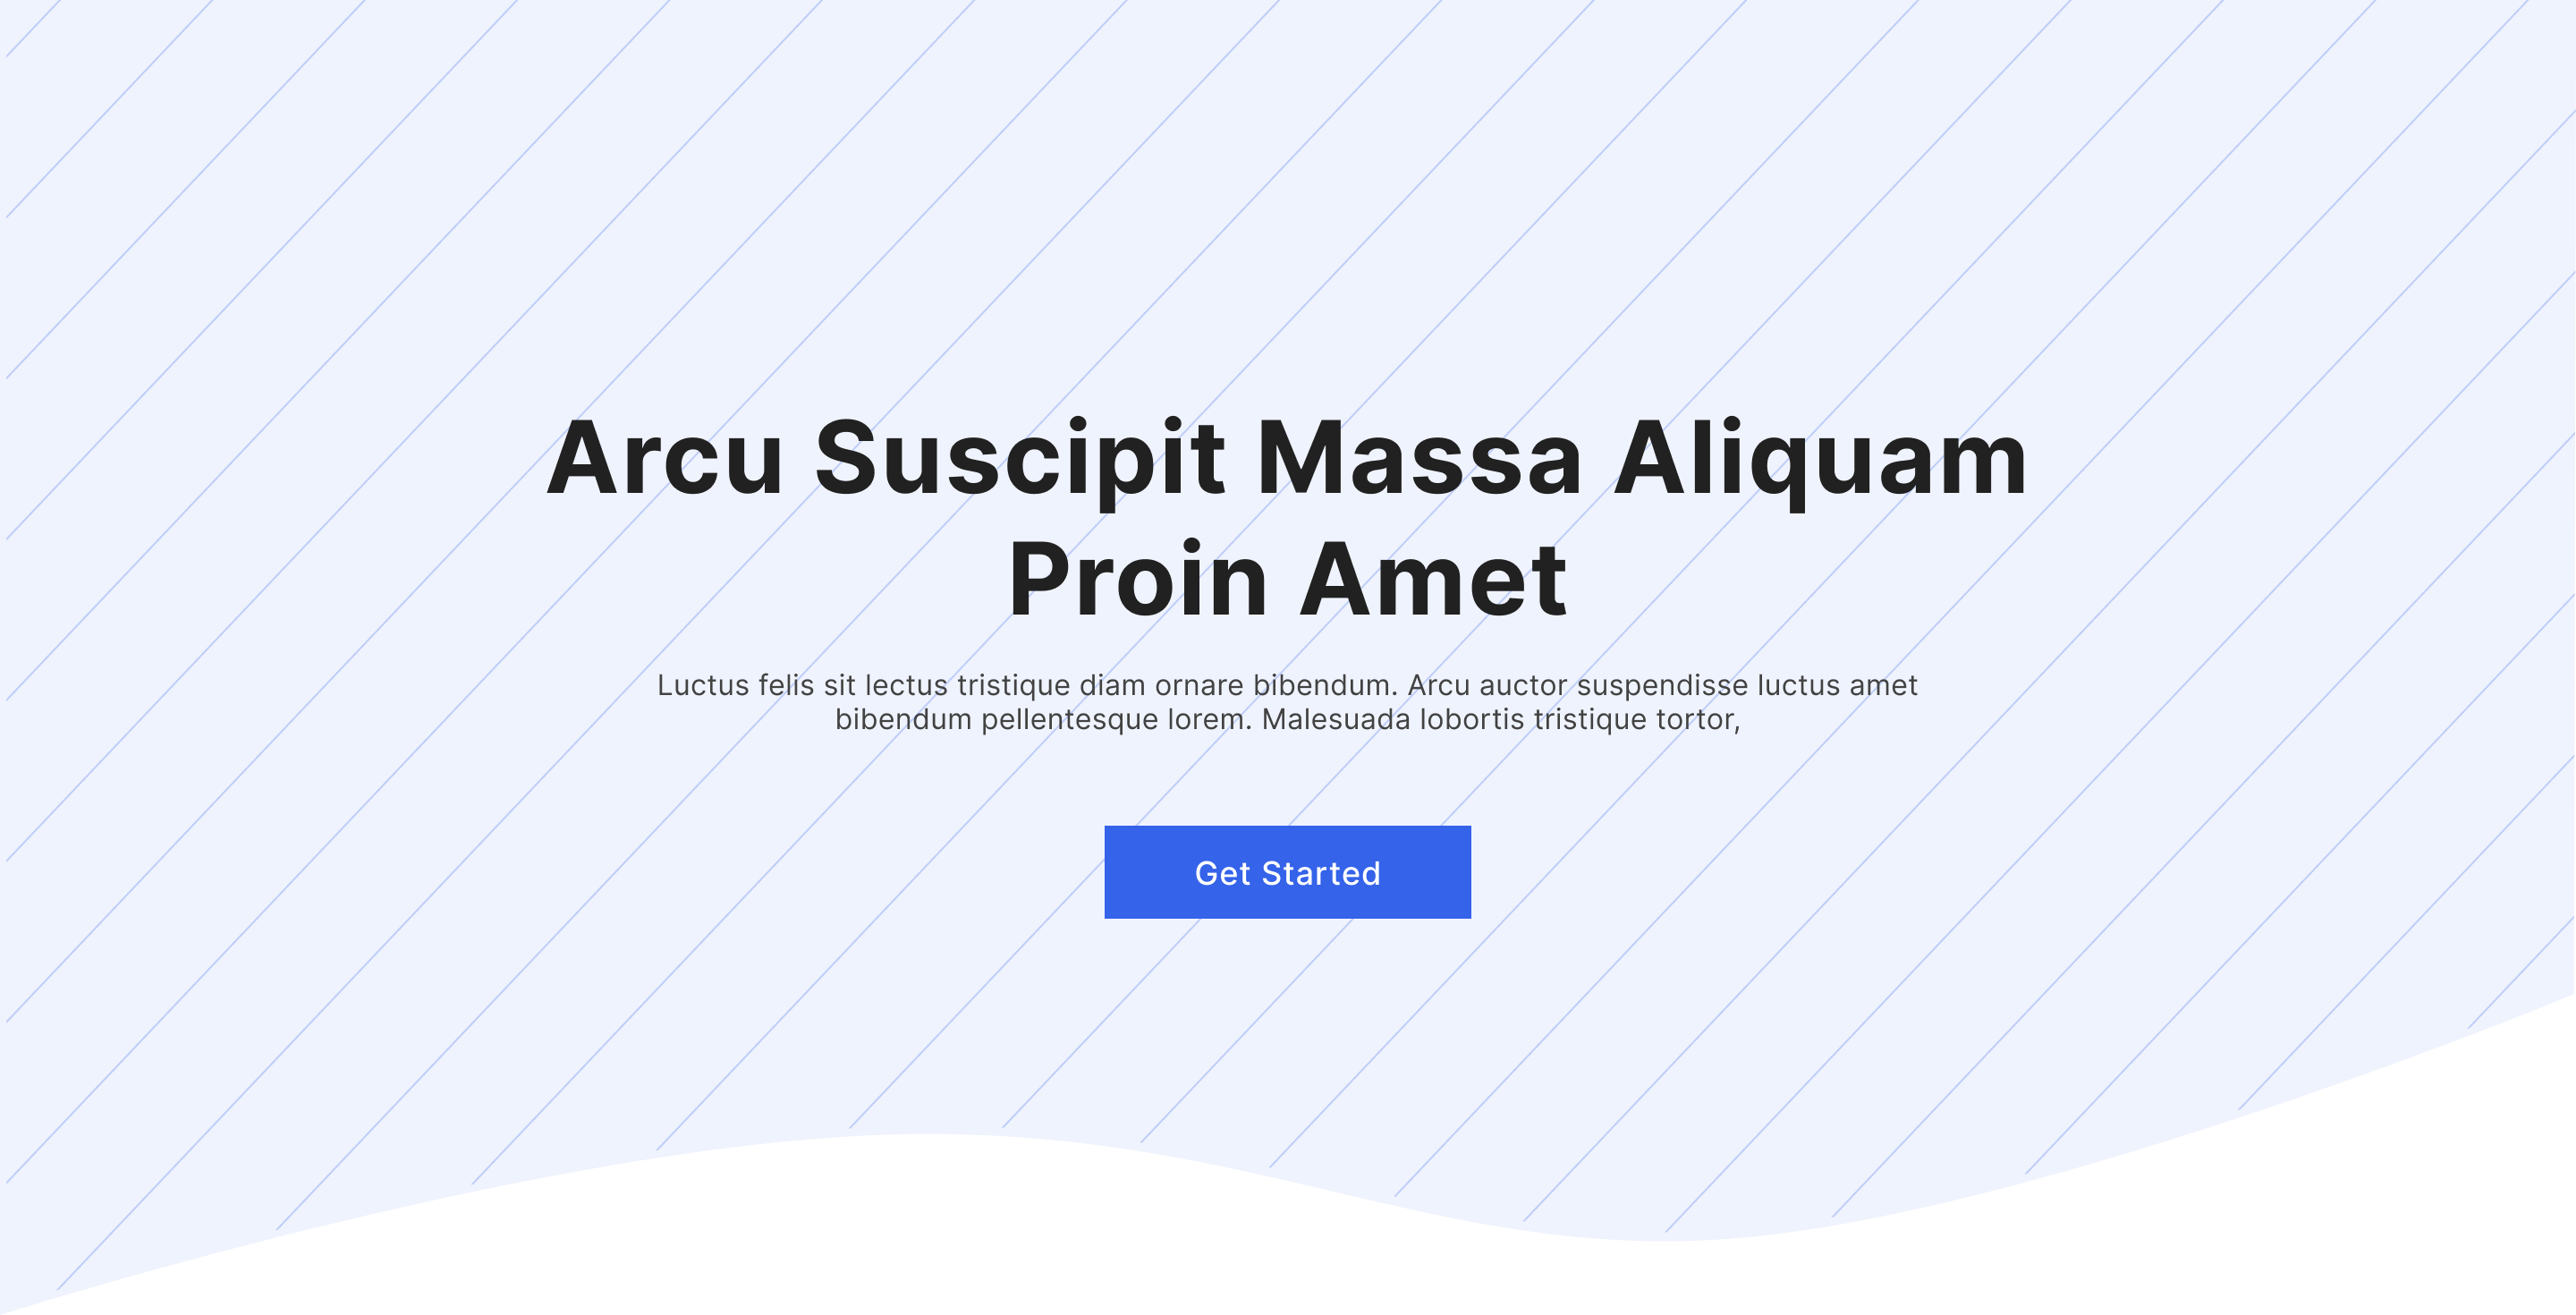 Arcu Suscipit Massa Aliquam
Proin Amet
Luctus felis sit lectus tristique diam ornare bibendum. Arcu auctor suspendisse luctus amet
bibendum pellentesque lorem. Malesuada lobortis tristique tortor,
Get Started